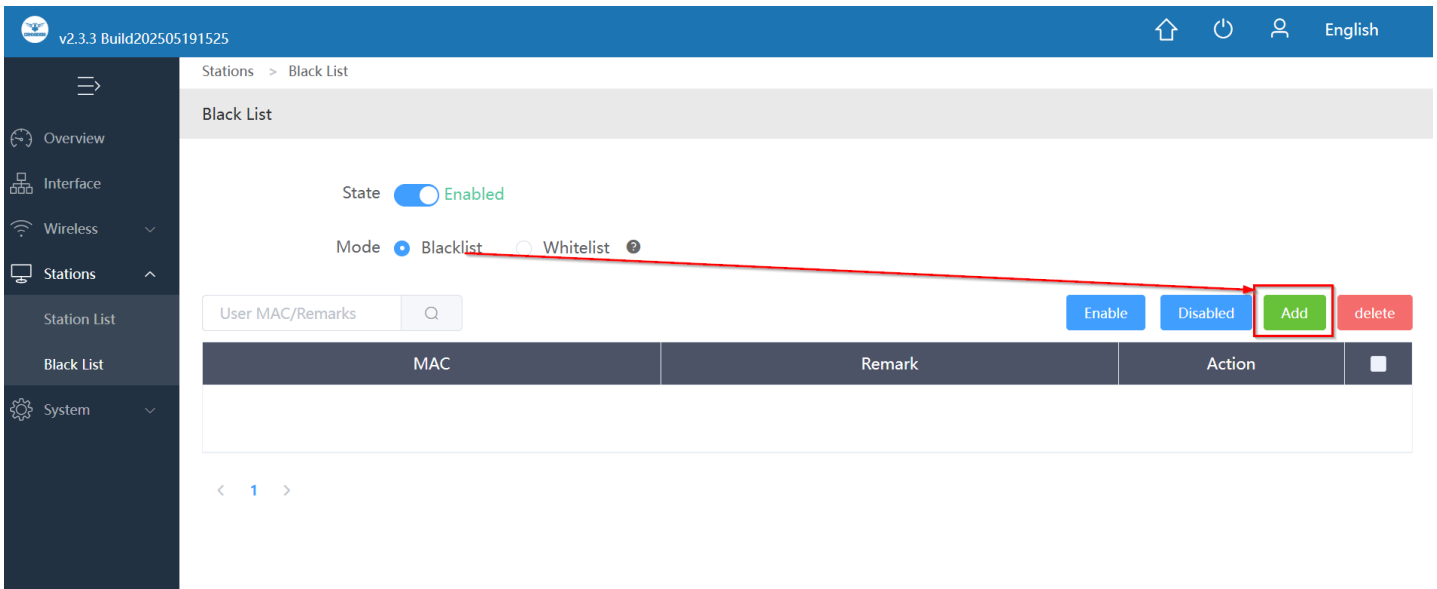 v2.3.3 Build202505191525
English
Stations > Black List
Black List
Overview
Interface
Wireless
Stations
Station List
Black List
System
State Enabled
Mode Blacklist Whitelist
User MAC/Remarks
Enable Disabled Add delete
MAC Remark Action
< 1 >